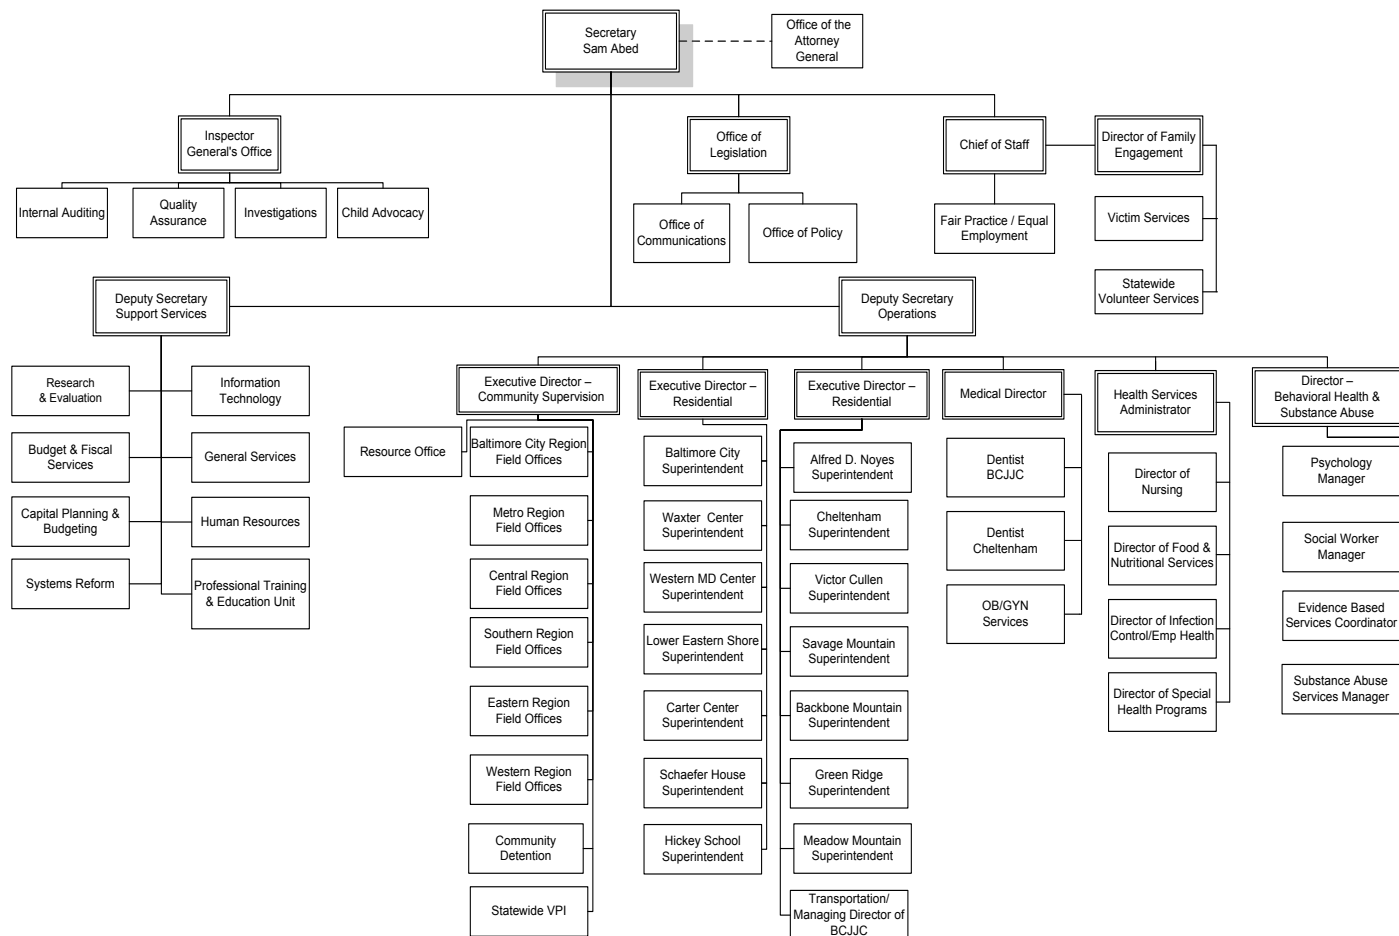 Secretary
Sam Abed
Office of the
Attorney
General
Inspector
General's Office
Office of
Legislation
Chief of Staff
Director of Family
Engagement
Internal Auditing
Quality
Assurance
Investigations
Child Advocacy
Office of
Communications
Office of Policy
Fair Practice / Equal
Employment
Victim Services
Statewide
Volunteer Services
Deputy Secretary
Support Services
Deputy Secretary
Operations
Research
& Evaluation
Information
Technology
Budget & Fiscal
Services
General Services
Capital Planning &
Budgeting
Human Resources
Systems Reform
Professional Training
& Education Unit
Executive Director –
Community Supervision
Resource Office
Baltimore City Region
Field Offices
Metro Region
Field Offices
Central Region
Field Offices
Southern Region
Field Offices
Eastern Region
Field Offices
Western Region
Field Offices
Community
Detention
Statewide VPI
Executive Director –
Residential
Baltimore City
Superintendent
Waxter Center
Superintendent
Western MD Center
Superintendent
Lower Eastern Shore
Superintendent
Carter Center
Superintendent
Schaefer House
Superintendent
Hickey School
Superintendent
Executive Director –
Residential
Alfred D. Noyes
Superintendent
Cheltenham
Superintendent
Victor Cullen
Superintendent
Savage Mountain
Superintendent
Backbone Mountain
Superintendent
Green Ridge
Superintendent
Meadow Mountain
Superintendent
Transportation/
Managing Director of
BCJJC
Medical Director
Dentist
BCJJC
Dentist
Cheltenham
OB/GYN
Services
Health Services
Administrator
Director of
Nursing
Director of Food &
Nutritional Services
Director of Infection
Control/Emp Health
Director of Special
Health Programs
Director –
Behavioral Health &
Substance Abuse
Psychology
Manager
Social Worker
Manager
Evidence Based
Services Coordinator
Substance Abuse
Services Manager